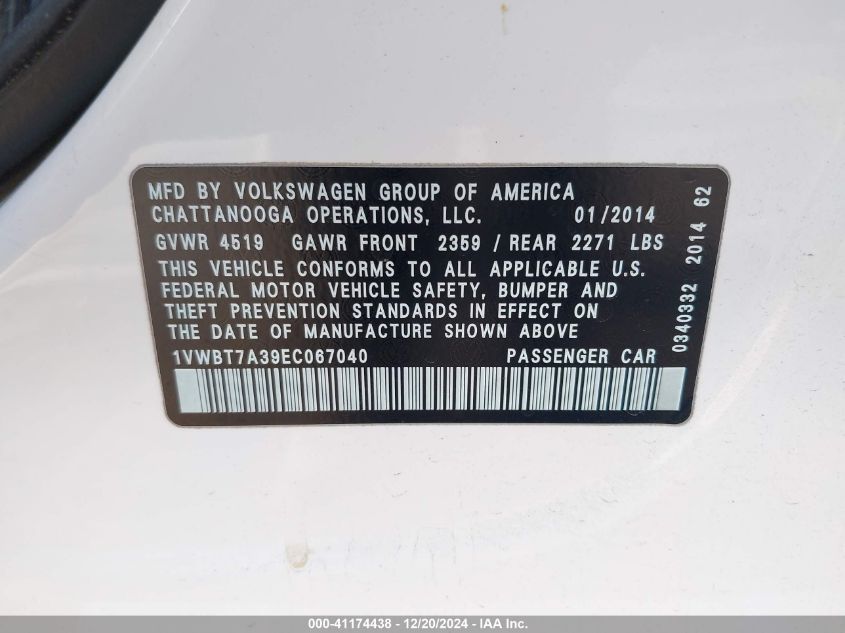 MFD BY VOLKSWAGEN GROUP OF AMERICA
CHATTANOOGA OPERATIONS, LLC. 01/2014
GVWR 4519 GAWR FRONT 2359 / REAR 2271 LBS
THIS VEHICLE CONFORMS TO ALL APPLICABLE U.S.
FEDERAL MOTOR VEHICLE SAFETY, BUMPER AND
THEFT PREVENTION STANDARDS IN EFFECT ON
THE DATE OF MANUFACTURE SHOWN ABOVE
1VWBT7A39EC067040 PASSENGER CAR
0340332 2014 62
000-41174438 - 12/20/2024 - IAA Inc.